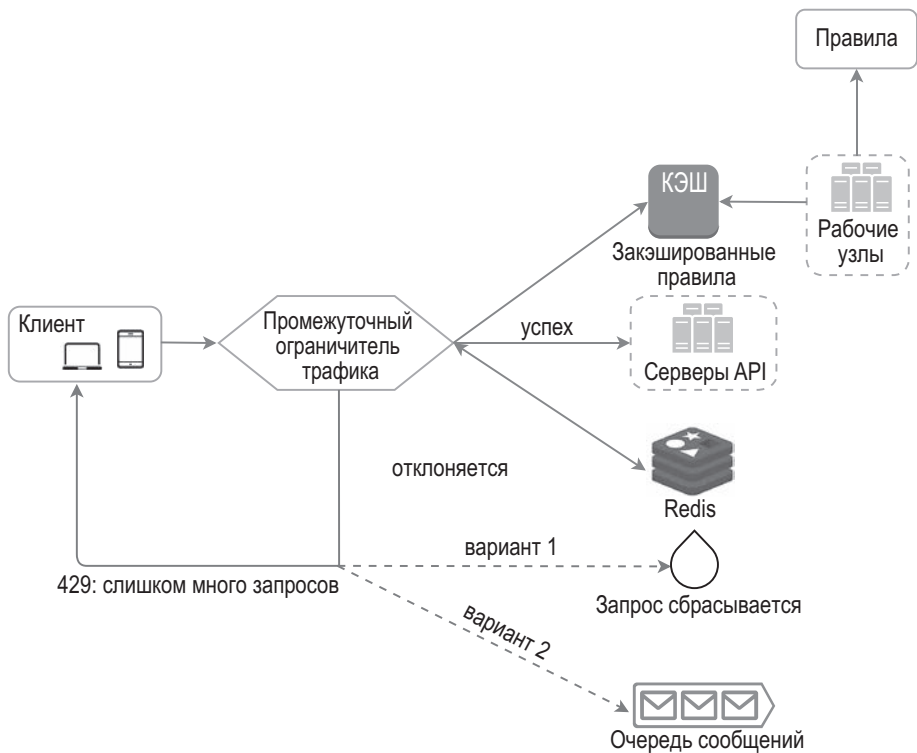 Правила
КЭШ
Рабочие
узлы
Закэшированные
правила
Клиент
Промежуточный
ограничитель
трафика
успех
Серверы API
отклоняется
Redis
вариант 1
429: слишком много запросов
Запрос сбрасывается
вариант 2
Очередь сообщений